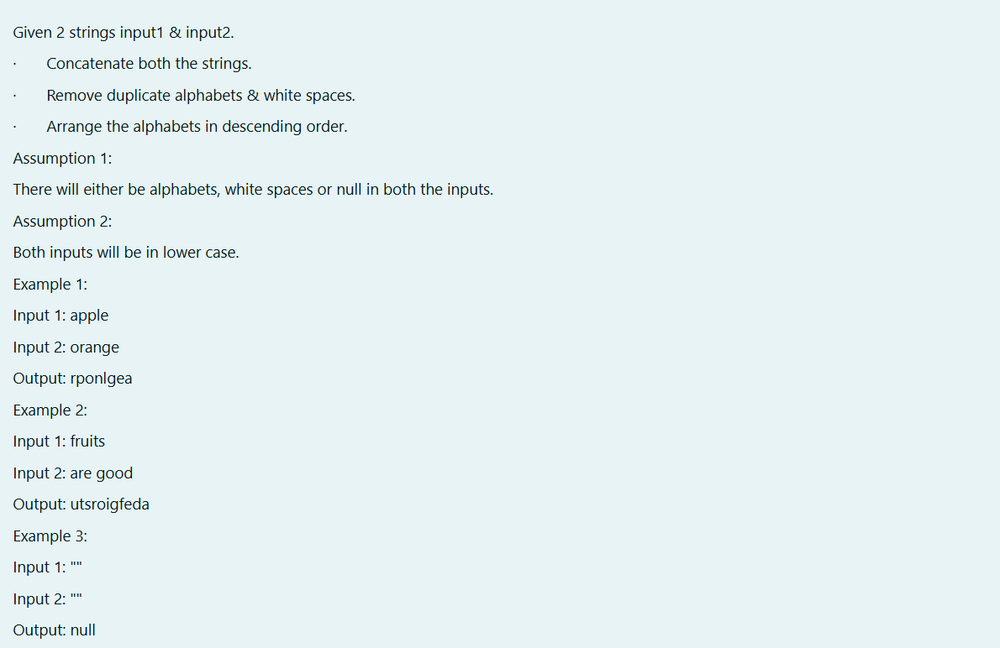 Given 2 strings input1 & input2.
· Concatenate both the strings.
· Remove duplicate alphabets & white spaces.
· Arrange the alphabets in descending order.
Assumption 1:
There will either be alphabets, white spaces or null in both the inputs.
Assumption 2:
Both inputs will be in lower case.
Example 1:
Input 1: apple
Input 2: orange
Output: rponlgea
Example 2:
Input 1: fruits
Input 2: are good
Output: utsroigfeda
Example 3:
Input 1: ""
Input 2: ""
Output: null